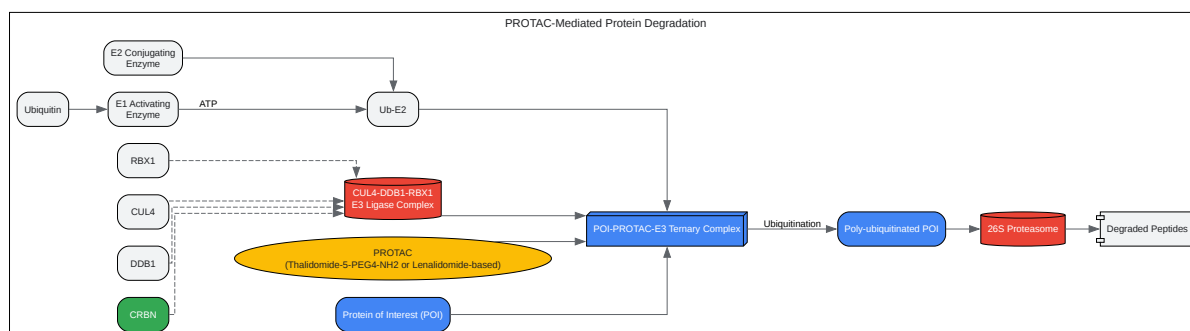 PROTAC-Mediated Protein Degradation
E2 Conjugating
Enzyme
Ubiquitin
E1 Activating
Enzyme
ATP
Ub-E2
RBX1
CUL4
DDB1
CRBN
CUL4-DDB1-RBX1
E3 Ligase Complex
PROTAC
(Thalidomide-5-PEG4-NH2 or Lenalidomide-based)
Protein of Interest (POI)
POI-PROTAC-E3 Ternary Complex
Ubiquitination
Poly-ubiquitinated POI
26S Proteasome
Degraded Peptides